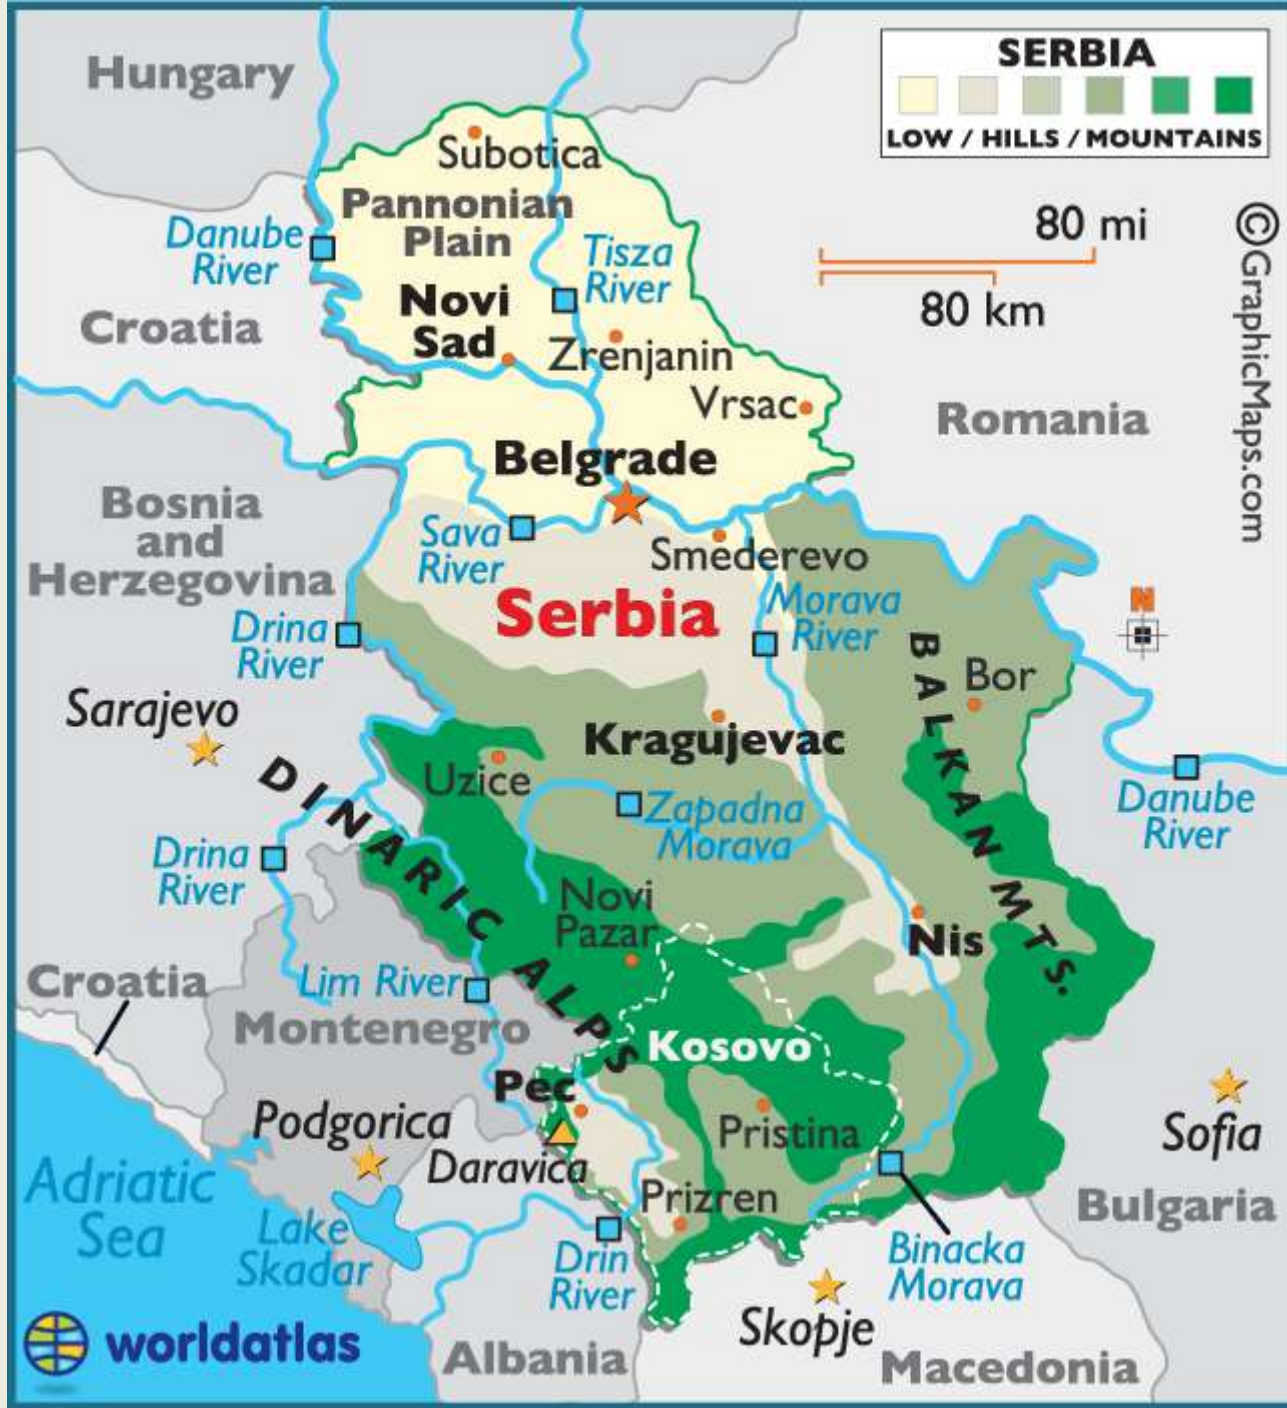 Hungary
SERBIA
LOW / HILLS / MOUNTAINS
Subotica
Pannonian
Plain
Danube
River
Tisza
River
80 mi
80 km
©GraphicMaps.com
Croatia
Novi
Sad
Zrenjanin
Vrsac
Romania
Belgrade
Bosnia
and
Herzegovina
Sava
River
Smederevo
Serbia
Morava
River
N
Drina
River
BALKAN MTS.
Bor
Sarajevo
Kragujevac
DINARIC ALPS
Uzice
Zapadna
Morava
Danube
River
Drina
River
Novi
Pazar
Nis
Croatia
Lim River
Montenegro
Kosovo
Pec
Podgorica
Pristina
Sofia
Daravica
Adriatic
Sea
Prizren
Bulgaria
Lake
Skadar
Drin
River
Binacka
Morava
Skopje
worldatlas
Albania
Macedonia